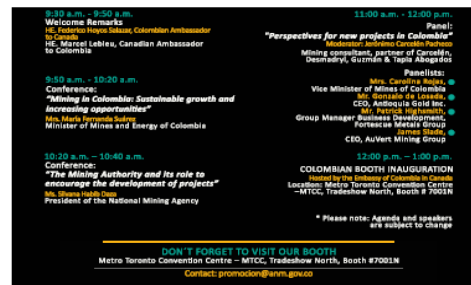 9:30 a.m. - 9:50 a.m.
Welcome Remarks
HE. Federico Hoyos Salazar, Colombian Ambassador
to Canada
HE. Marcel Lebleu, Canadian Ambassador
to Colombia
9:50 a.m. - 10:20 a.m.
Conference:
"Mining in Colombia: Sustainable growth and
increasing opportunities"
Mrs. María Fernanda Suárez
Minister of Mines and Energy of Colombia
10:20 a.m. – 10:40 a.m.
Conference:
"The Mining Authority and its role to
encourage the development of projects"
Ms. Silvana Habib Daza
President of the National Mining Agency
11:00 a.m. - 12:00 p.m.
Panel:
"Perspectives for new projects in Colombia"
Moderator: Jerónimo Carcelén Pacheco
Mining consultant, partner of Carcelén,
Desmadryl, Guzmán & Tapia Abogados
Panelists:
Mrs. Carolina Rojas,
Vice Minister of Mines of Colombia
Mr. Gonzalo de Losada,
CEO, Antioquia Gold Inc.
Mr. Patrick Highsmith,
Group Manager Business Development,
Fortescue Metals Group
James Slade,
CEO, AuVert Mining Group
12:00 p.m. – 1:00 p.m.
COLOMBIAN BOOTH INAUGURATION
Hosted by the Embassy of Colombia in Canada
Location: Metro Toronto Convention Centre
–MTCC, Tradeshow North, Booth # 7001N
* Please note: Agenda and speakers
are subject to change
DON´T FORGET TO VISIT OUR BOOTH
Metro Toronto Convention Centre – MTCC, Tradeshow North, Booth #7001N
Contact: promocion@anm.gov.co